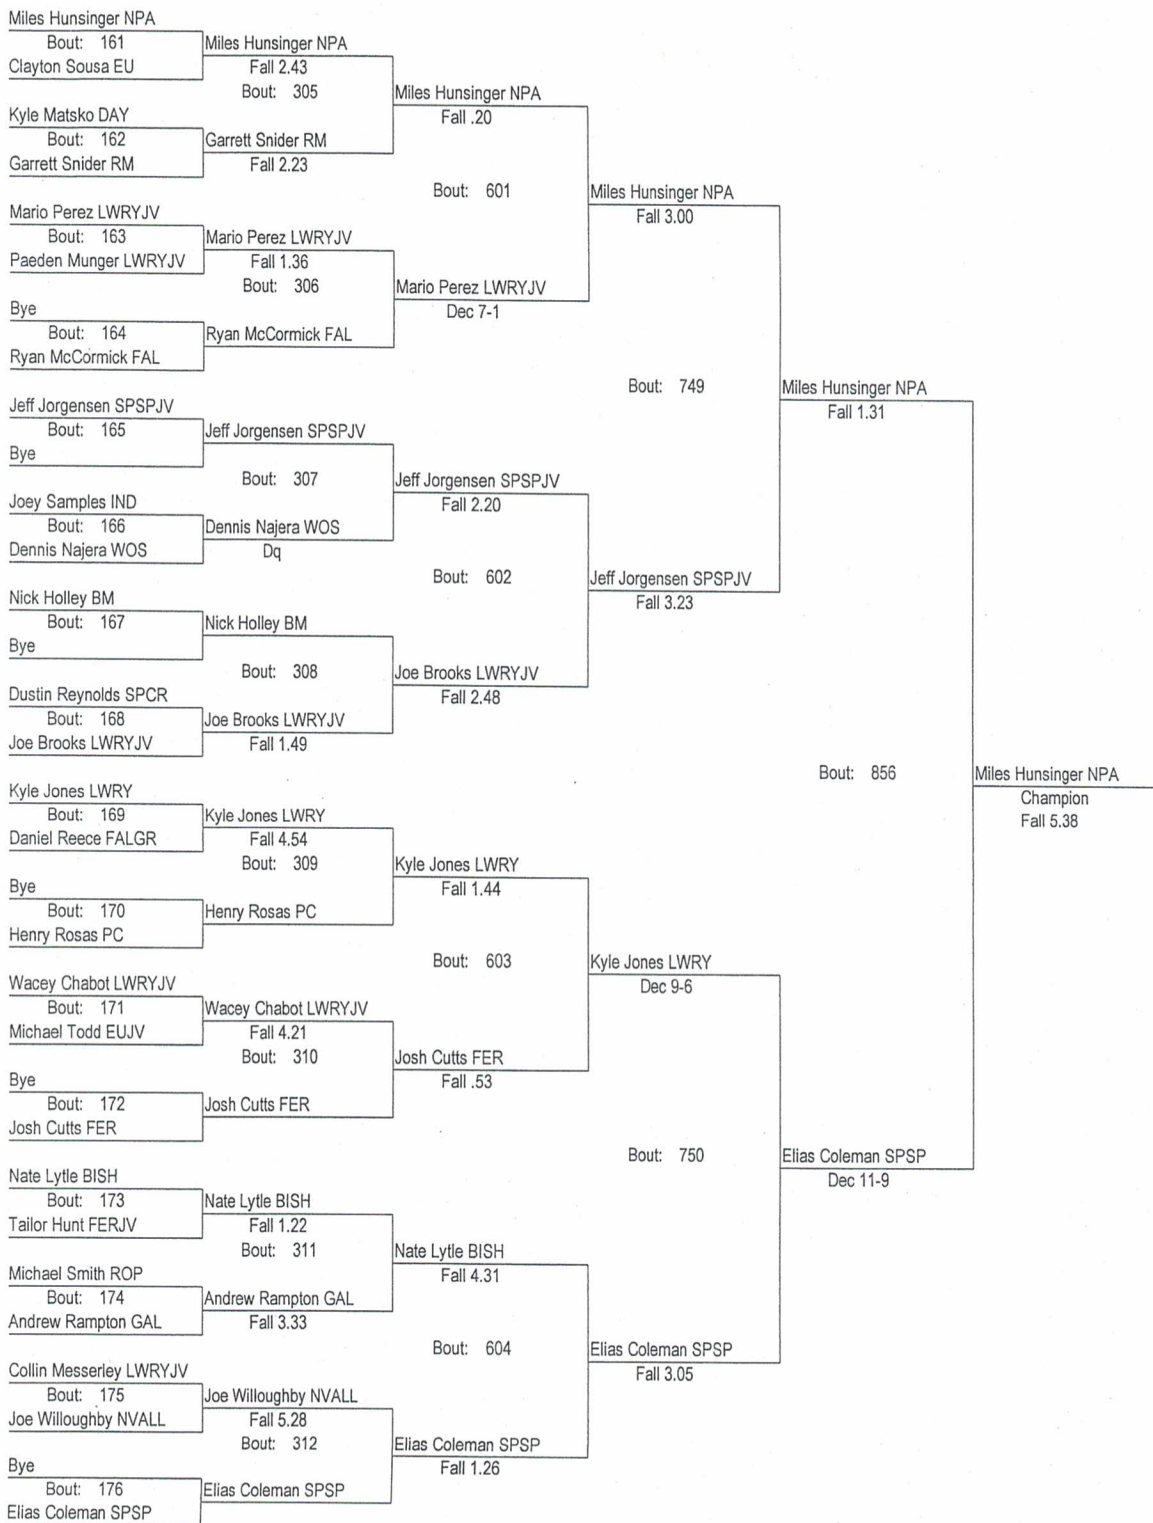 Miles Hunsinger NPA
Bout: 161
Clayton Sousa EU
Kyle Matsko DAY
Bout: 162
Garrett Snider RM
Mario Perez LWRYJV
Bout: 163
Paeden Munger LWRYJV
Bye
Bout: 164
Ryan McCormick FAL
Jeff Jorgensen SPSPJV
Bout: 165
Bye
Joey Samples IND
Bout: 166
Dennis Najera WOS
Nick Holley BM
Bout: 167
Bye
Dustin Reynolds SPCR
Bout: 168
Joe Brooks LWRYJV
Kyle Jones LWRY
Bout: 169
Daniel Reece FALGR
Bye
Bout: 170
Henry Rosas PC
Wacey Chabot LWRYJV
Bout: 171
Michael Todd EUJV
Bye
Bout: 172
Josh Cutts FER
Nate Lytle BISH
Bout: 173
Tailor Hunt FERJV
Michael Smith ROP
Bout: 174
Andrew Rampton GAL
Collin Messerley LWRYJV
Bout: 175
Joe Willoughby NVALL
Bye
Bout: 176
Elias Coleman SPSP
Miles Hunsinger NPA
Fall 2.43
Bout: 305
Garrett Snider RM
Fall 2.23
Mario Perez LWRYJV
Fall 1.36
Bout: 306
Ryan McCormick FAL
Jeff Jorgensen SPSPJV
Bout: 307
Dennis Najera WOS
Dq
Nick Holley BM
Bout: 308
Joe Brooks LWRYJV
Fall 1.49
Kyle Jones LWRY
Fall 4.54
Bout: 309
Henry Rosas PC
Wacey Chabot LWRYJV
Fall 4.21
Bout: 310
Josh Cutts FER
Nate Lytle BISH
Fall 1.22
Bout: 311
Andrew Rampton GAL
Fall 3.33
Joe Willoughby NVALL
Fall 5.28
Bout: 312
Elias Coleman SPSP
Miles Hunsinger NPA
Fall .20
Bout: 601
Mario Perez LWRYJV
Dec 7-1
Jeff Jorgensen SPSPJV
Fall 2.20
Bout: 602
Joe Brooks LWRYJV
Fall 2.48
Kyle Jones LWRY
Fall 1.44
Bout: 603
Josh Cutts FER
Fall .53
Nate Lytle BISH
Fall 4.31
Bout: 604
Elias Coleman SPSP
Fall 1.26
Miles Hunsinger NPA
Fall 3.00
Bout: 749
Jeff Jorgensen SPSPJV
Fall 3.23
Kyle Jones LWRY
Dec 9-6
Bout: 750
Elias Coleman SPSP
Fall 3.05
Miles Hunsinger NPA
Fall 1.31
Bout: 856
Elias Coleman SPSP
Dec 11-9
Miles Hunsinger NPA
Champion
Fall 5.38